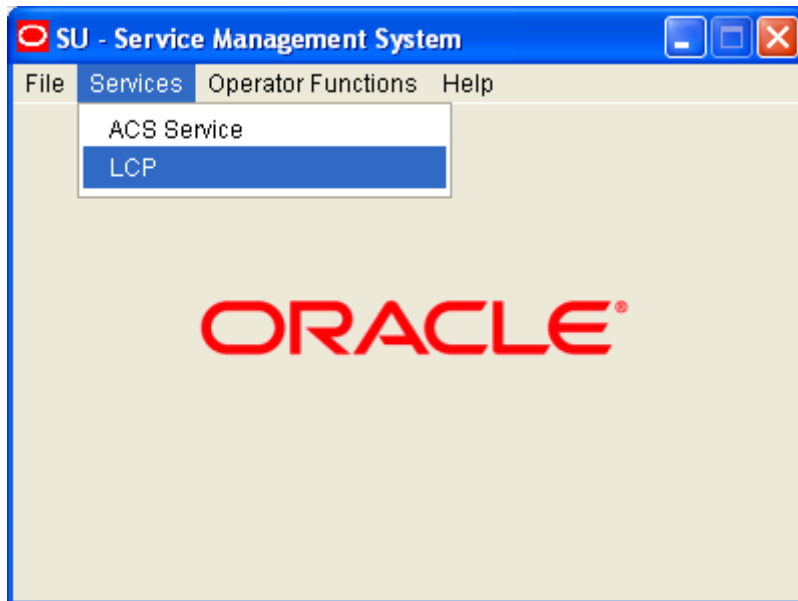 SU - Service Management System
File Services Operator Functions Help
ACS Service
LCP
ORACLE®